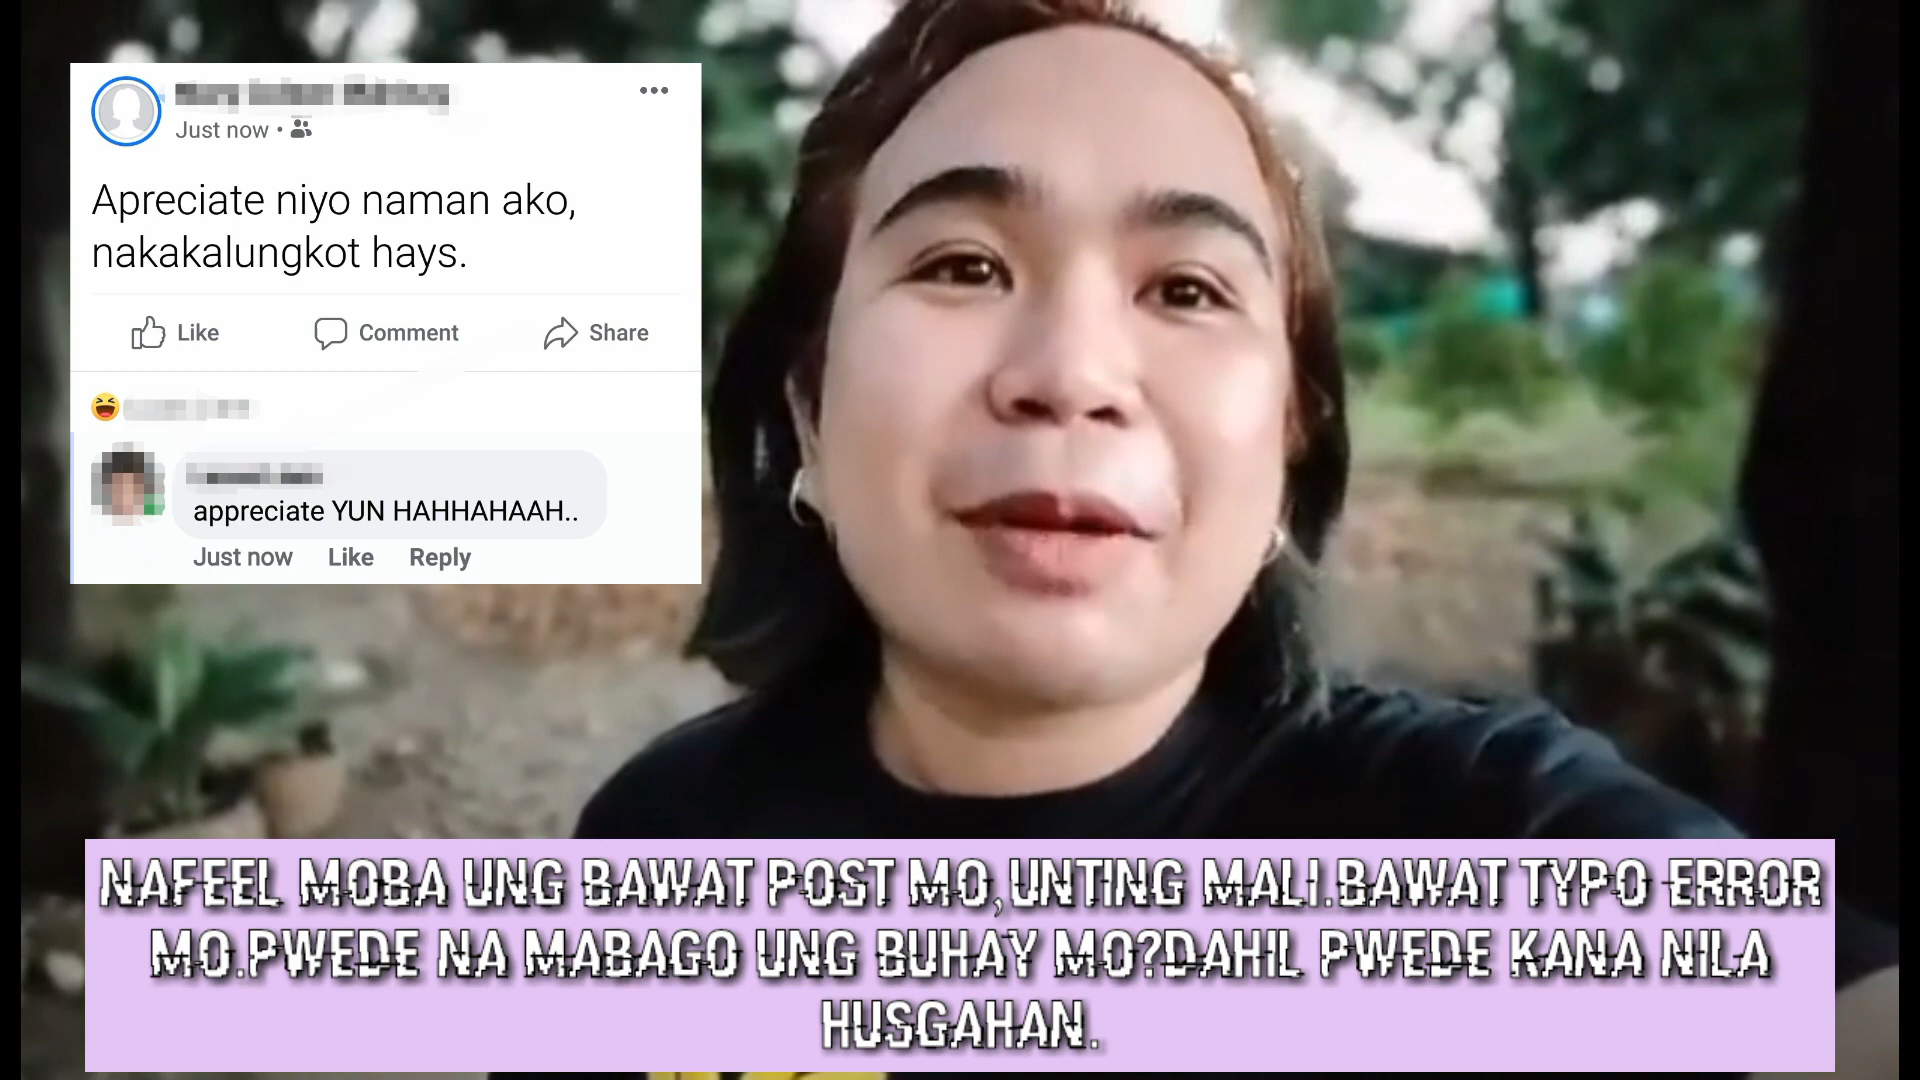 Just now
Apreciate niyo naman ako,
nakakalungkot hays.
Like Comment Share
appreciate YUN HAHHAHAAH..
Just now Like Reply
NAFEEL MOBA UNG BAWAT POST MO,UNTING MALI.BAWAT TYPO ERROR
MO.PWEDE NA MABAGO UNG BUHAY MO?DAHIL PWEDE KANA NILA
HUSGAHAN.